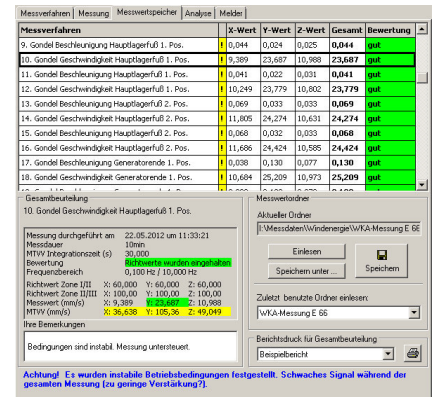 Messverfahren Messung Messwertspeicher Analyse Melder
Messverfahren X-Wert Y-Wert Z-Wert Gesamt Bewertung
9. Gondel Beschleunigung Hauptlagerfuß 1. Pos. ! 0,044 0,024 0,025 0,044 gut
10. Gondel Geschwindigkeit Hauptlagerfuß 1. Pos. ! 9,389 23,687 10,988 23,687 gut
11. Gondel Beschleunigung Hauptlagerfuß 1. Pos. ! 0,041 0,022 0,031 0,041 gut
12. Gondel Geschwindigkeit Hauptlagerfuß 1. Pos. ! 10,249 23,779 10,802 23,779 gut
13. Gondel Beschleunigung Hauptlagerfuß 2. Pos. ! 0,069 0,033 0,033 0,069 gut
14. Gondel Geschwindigkeit Hauptlagerfuß 2. Pos. ! 11,805 24,274 10,631 24,274 gut
15. Gondel Beschleunigung Hauptlagerfuß 2. Pos. ! 0,068 0,032 0,033 0,068 gut
16. Gondel Geschwindigkeit Hauptlagerfuß 2. Pos. ! 11,686 24,424 10,585 24,424 gut
17. Gondel Beschleunigung Generatorende 1. Pos. ! 0,038 0,130 0,077 0,130 gut
18. Gondel Geschwindigkeit Generatorende 1. Pos. ! 10,684 25,209 10,973 25,209 gut
Gesamtbeurteilung
10. Gondel Geschwindigkeit Hauptlagerfuß 1. Pos.
Messung durchgeführt am 22.05.2012 um 11:33:21
Messdauer 10min
MTVV Integrationszeit (s) 30,000
Bewertung Richtwerte wurden eingehalten
Frequenzbereich 0,100 Hz / 10,000 Hz
Richtwert Zone I/II X: 60,000 Y: 60,000 Z: 60,000
Richtwert Zone II/III X: 100,00 Y: 100,00 Z: 100,00
Messwert (mm/s) X: 9,389 Y: 23,687 Z: 10,988
MTVV (mm/s) X: 36,638 Y: 105,36 Z: 49,049
Ihre Bemerkungen
Bedingungen sind instabil. Messung untersteuert.
Messwertordner
Aktueller Ordner
I:\Messdaten\Windenergie\WKA-Messung E 66
Einlesen
Speichern unter ...
Speichern
Zuletzt benutzte Ordner einlesen:
WKA-Messung E 66
Berichtsdruck für Gesamtbeurteilung
Beispielbericht
Achtung! Es wurden instabile Betriebsbedingungen festgestellt. Schwaches Signal während der
gesamten Messung (zu geringe Verstärkung?).